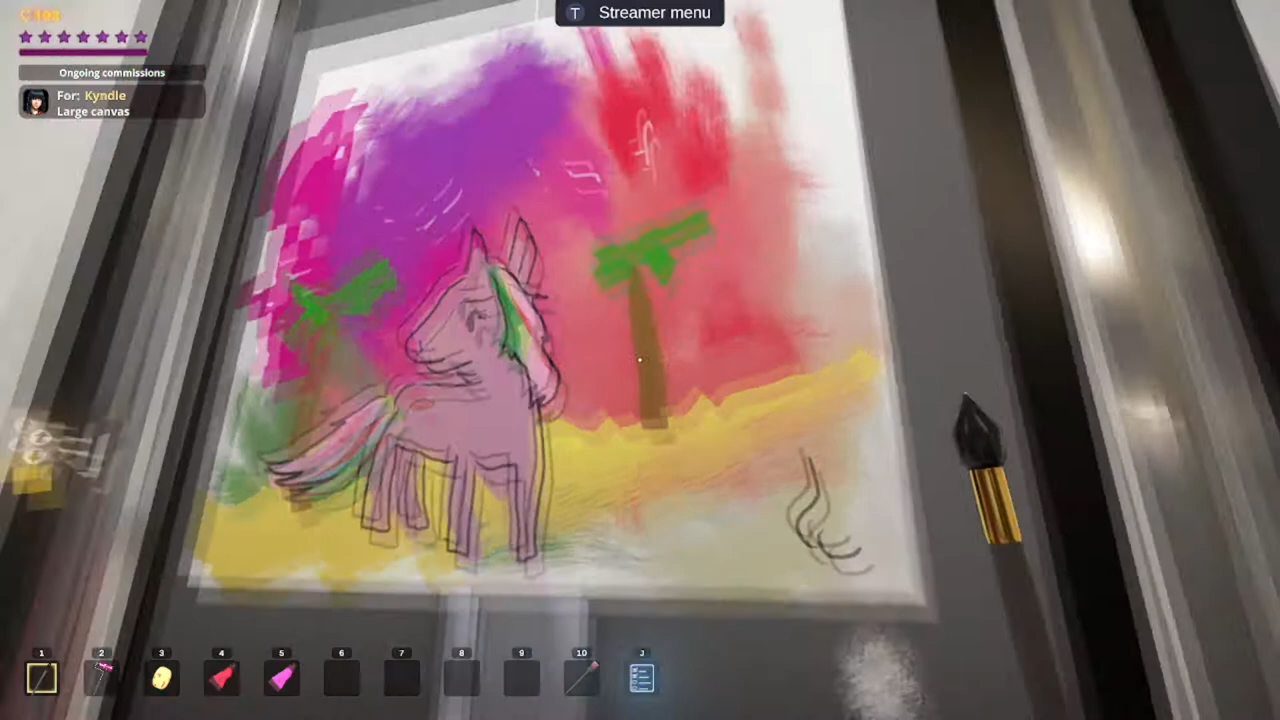 T Streamer menu
Ongoing commissions
For: Kyndle
Large canvas
1 2 3 4 5 6 7 8 9 10 J